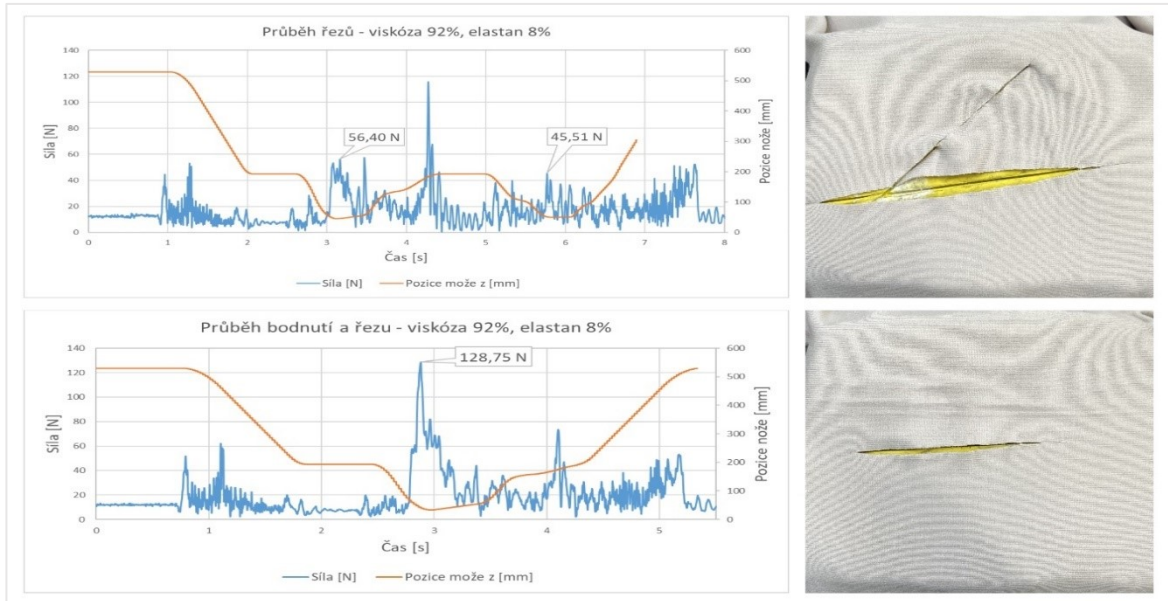 Průběh řezů - viskóza 92%, elastan 8%
140
120
100
80
60
40
20
0
Síla [N]
56,40 N
45,51 N
600
500
400
300
200
100
0
Pozice nože [mm]
0 1 2 3 4 5 6 7 8
Čas [s]
Síla [N] Pozice može z [mm]
Průběh bodnutí a řezu - viskóza 92%, elastan 8%
140
120
100
80
60
40
20
0
Síla [N]
128,75 N
600
500
400
300
200
100
0
Pozice nože [mm]
0 1 2 3 4 5
Čas [s]
Síla [N] Pozice može z [mm]